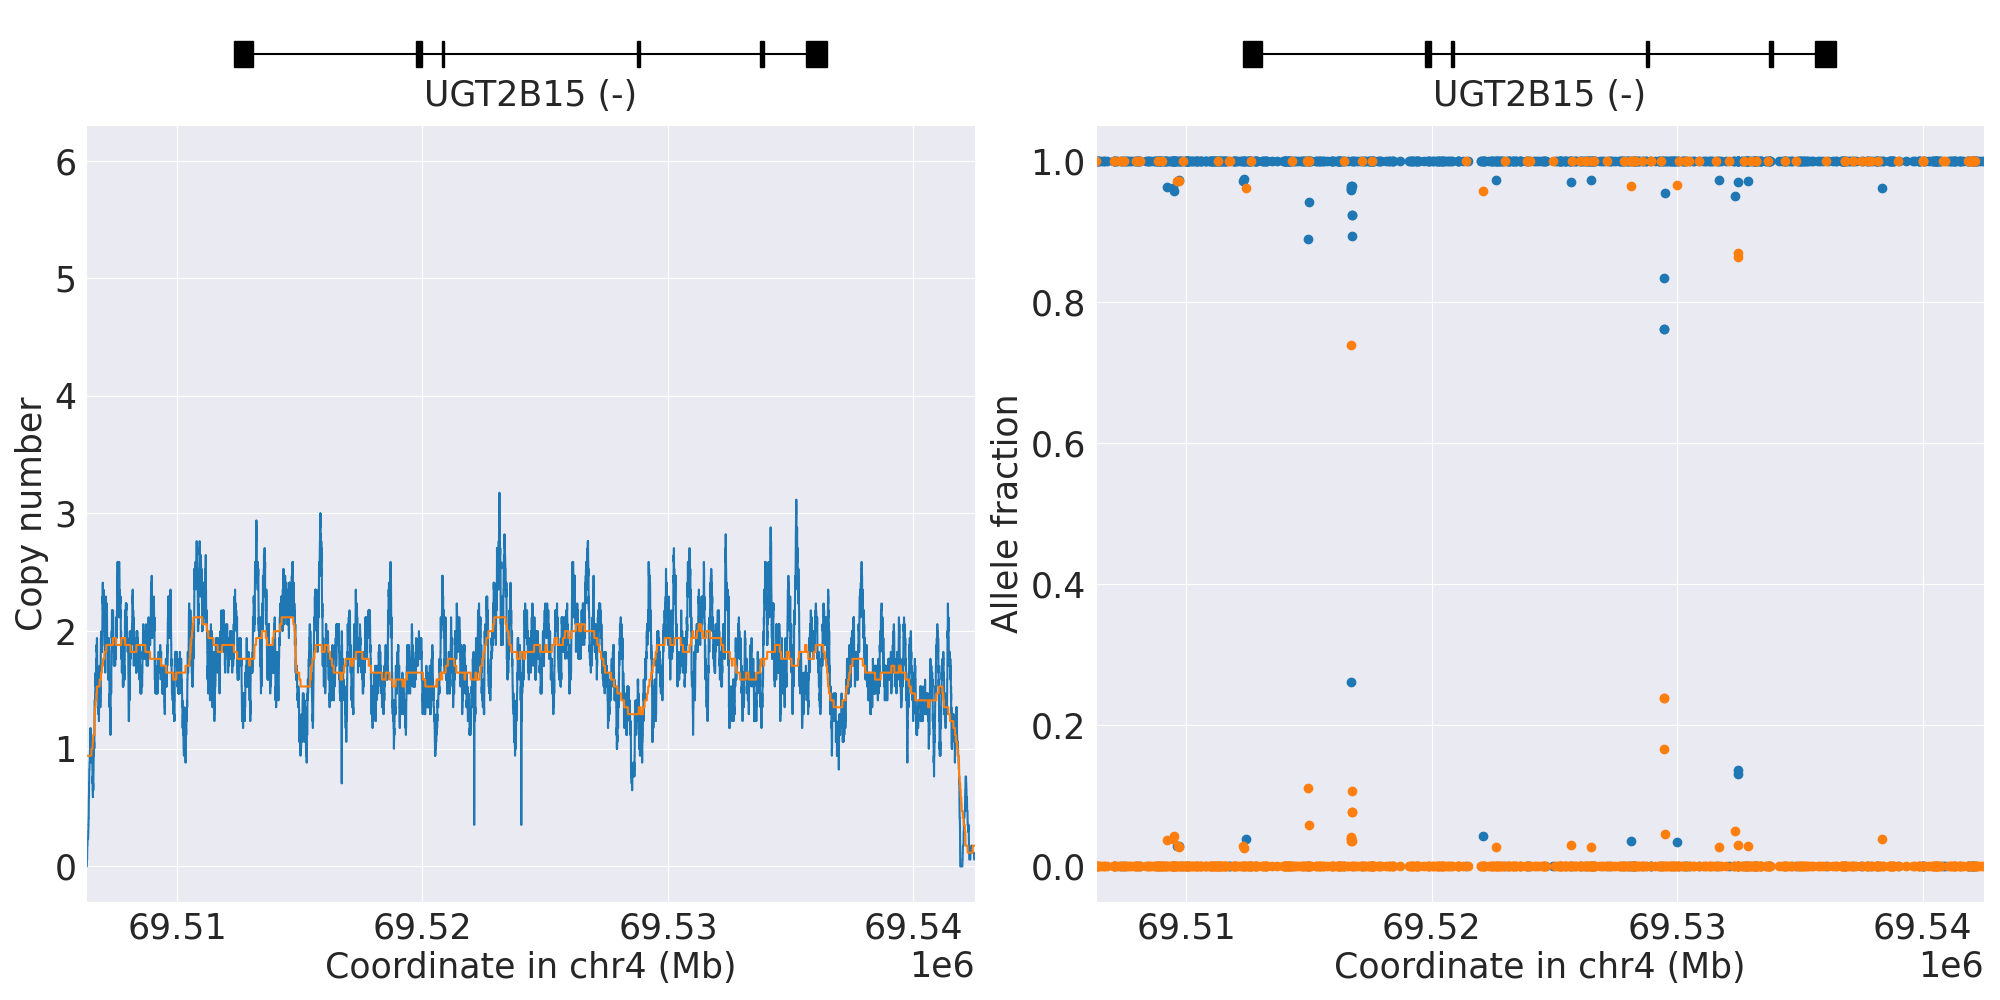 UGT2B15 (-)
6
5
4
3
2
1
0
Copy number
69.51 69.52 69.53 69.54
Coordinate in chr4 (Mb)
1e6
UGT2B15 (-)
1.0
0.8
0.6
0.4
0.2
0.0
Allele fraction
69.51 69.52 69.53 69.54
Coordinate in chr4 (Mb)
1e6